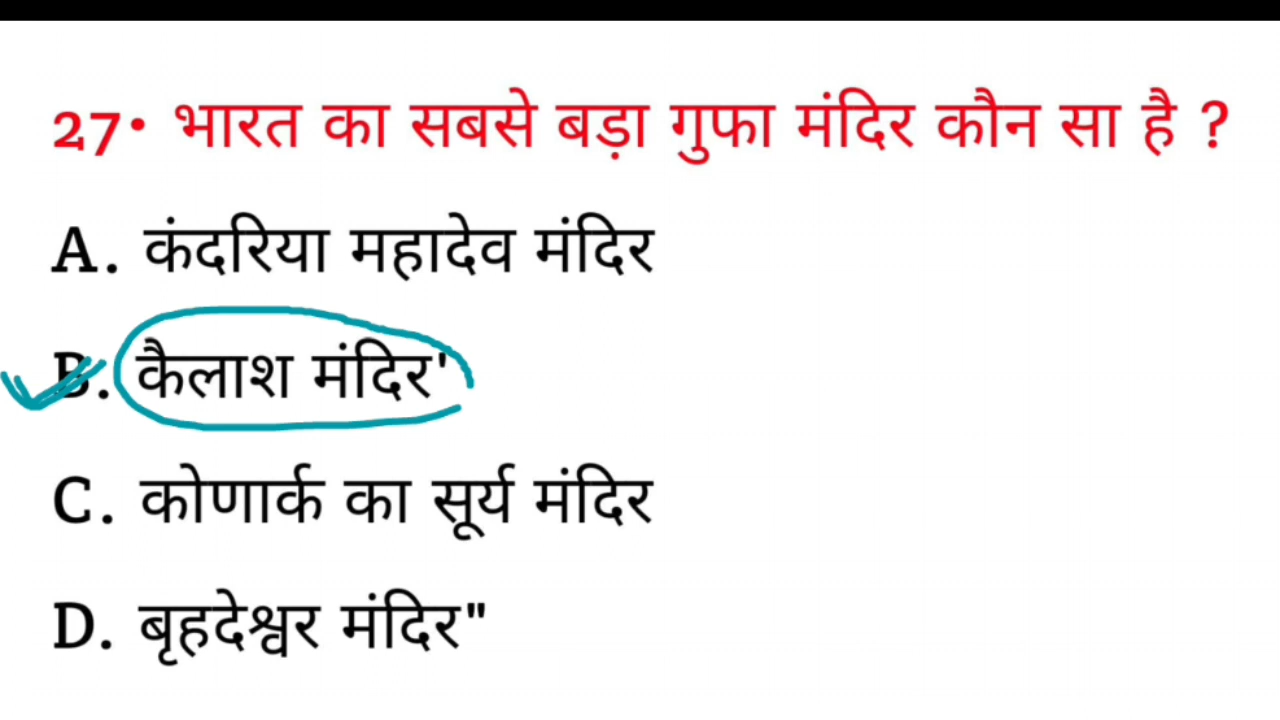 27• भारत का सबसे बड़ा गुफा मंदिर कौन सा है ?
A. कंदरिया महादेव मंदिर
B. कैलाश मंदिर'
C. कोणार्क का सूर्य मंदिर
D. बृहदेश्वर मंदिर"